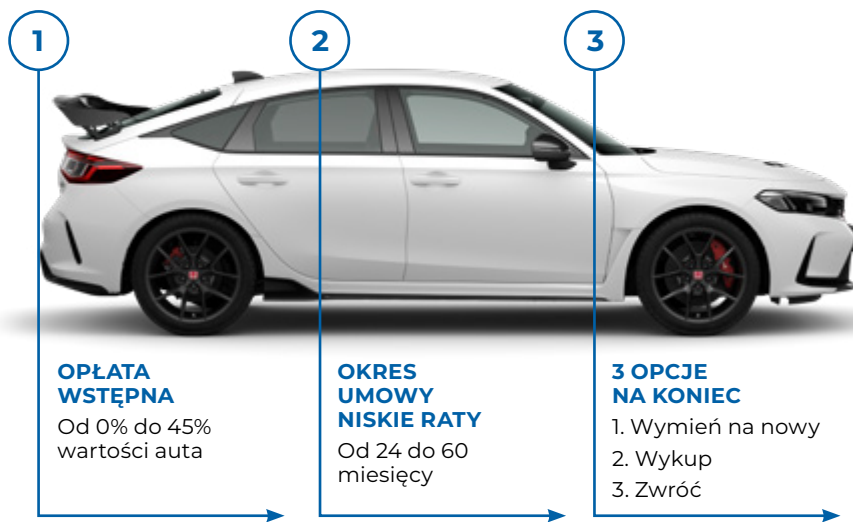 1
2
3
OPŁATA
WSTĘPNA
Od 0% do 45%
wartości auta
OKRES
UMOWY
NISKIE RATY
Od 24 do 60
miesięcy
3 OPCJE
NA KONIEC
1. Wymień na nowy
2. Wykup
3. Zwróć